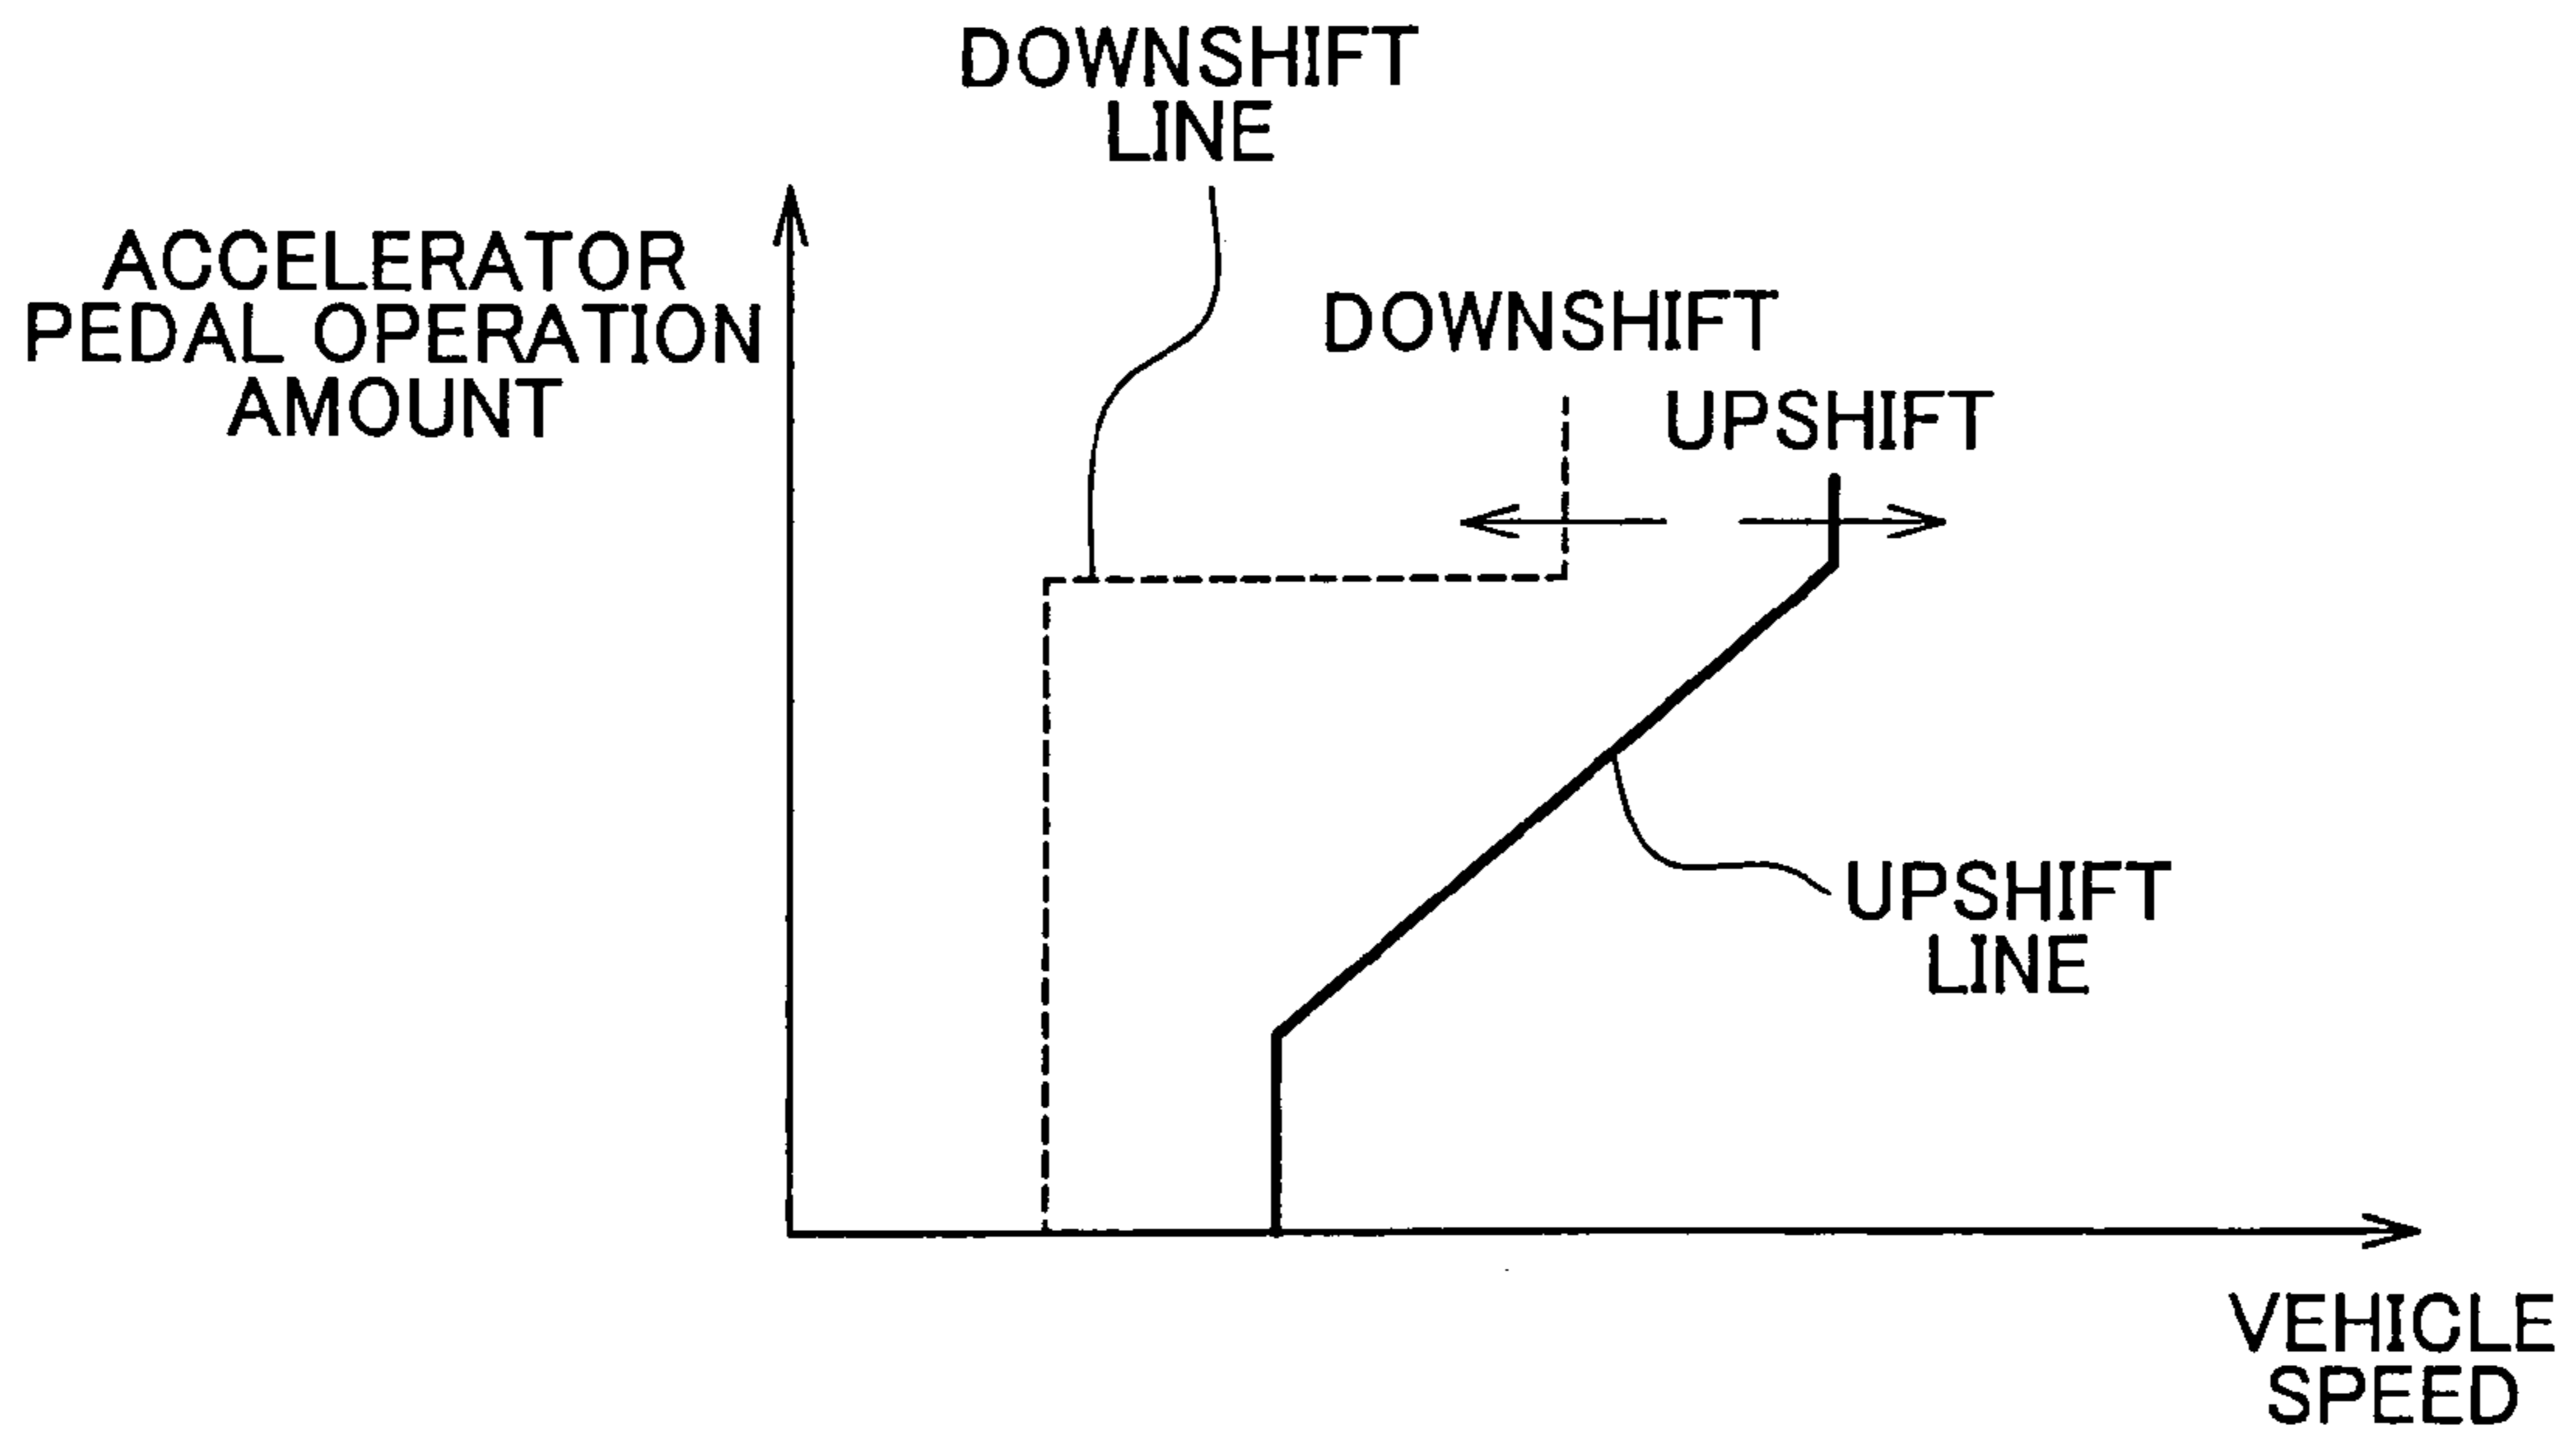 DOWNSHIFT
LINE
ACCELERATOR
PEDAL OPERATION
AMOUNT
DOWNSHIFT
UPSHIFT
UPSHIFT
LINE
VEHICLE
SPEED